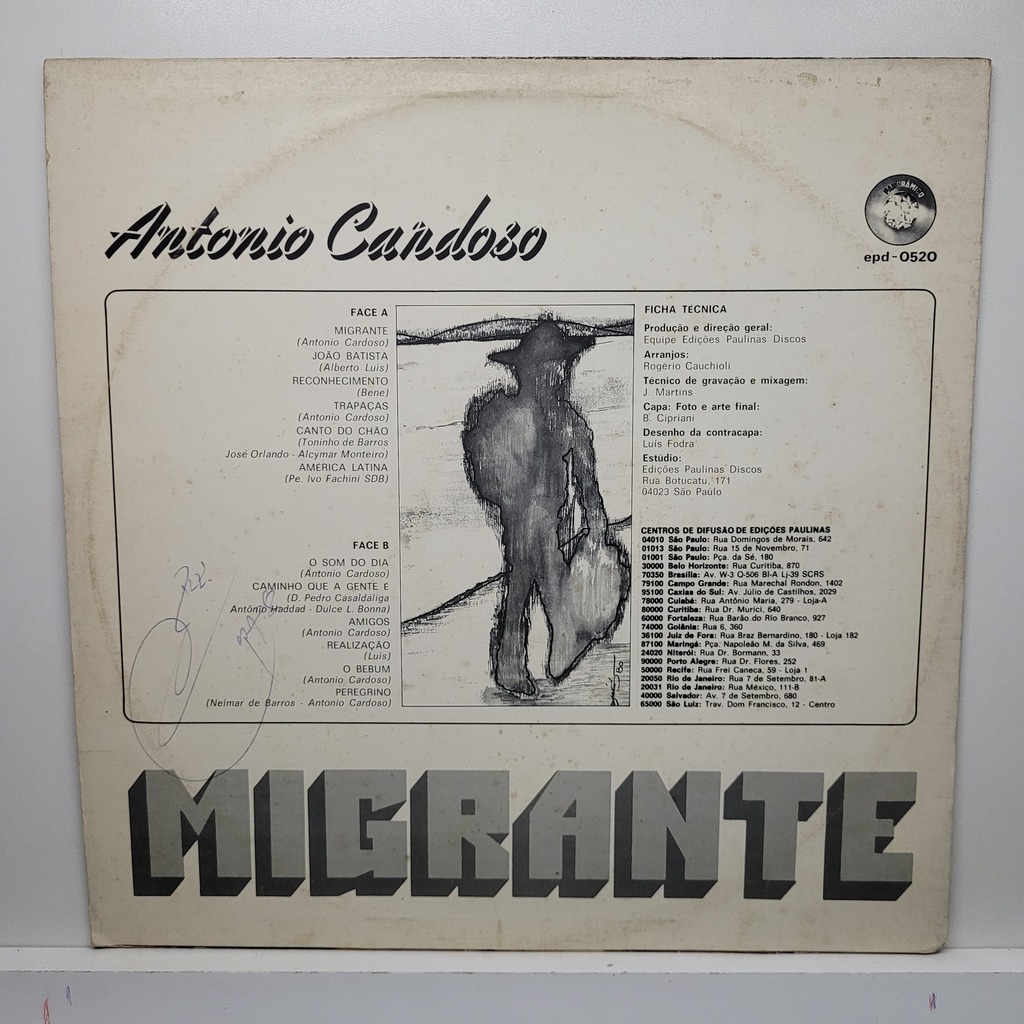 PANORÂMICO
epd-0520
Antonio Cardoso
FACE A
MIGRANTE
(Antonio Cardoso)
JOÃO BATISTA
(Alberto Luis)
RECONHECIMENTO
(Bene)
TRAPAÇAS
(Antonio Cardoso)
CANTO DO CHÃO
(Toninho de Barros
José Orlando - Alcymar Monteiro)
AMÉRICA LATINA
(Pe. Ivo Fachini SDB)
FACE B
O SOM DO DIA
(Antonio Cardoso)
CAMINHO QUE A GENTE É
(D. Pedro Casaldáliga
Antônio Haddad - Dulce L. Bonna)
AMIGOS
(Antonio Cardoso)
REALIZAÇÃO
(Luis)
O BEBUM
(Antonio Cardoso)
PEREGRINO
(Neimar de Barros - Antonio Cardoso)
FICHA TÉCNICA
Produção e direção geral:
Equipe Edições Paulinas Discos
Arranjos:
Rogério Cauchioli
Técnico de gravação e mixagem:
J. Martins
Capa: Foto e arte final:
B. Cipriani
Desenho da contracapa:
Luis Fodra
Estúdio:
Edições Paulinas Discos
Rua Botucatu, 171
04023 São Paulo
CENTROS DE DIFUSÃO DE EDIÇÕES PAULINAS
04010 São Paulo: Rua Domingos de Morais, 642
01013 São Paulo: Rua 15 de Novembro, 71
01001 São Paulo: Pça. da Sé, 180
30000 Belo Horizonte: Rua Curitiba, 870
70350 Brasília: Av. W-3 Q-506 Bl-A Lj-39 SCRS
79100 Campo Grande: Rua Marechal Rondon, 1402
95100 Caxias do Sul: Av. Júlio de Castilhos, 2029
78000 Cuiabá: Rua Antônio Maria, 279 - Loja-A
80000 Curitiba: Rua Dr. Murici, 640
60000 Fortaleza: Rua Barão do Rio Branco, 927
74000 Goiânia: Rua 6, 360
36100 Juiz de Fora: Rua Braz Bernardino, 180 - Loja 182
87100 Maringá: Pça. Napoleão M. da Silva, 469
24020 Niterói: Rua Dr. Bormann, 33
90000 Porto Alegre: Rua Dr. Flores, 252
50000 Recife: Rua Frei Caneca, 59 - Loja 1
20050 Rio de Janeiro: Rua 7 de Setembro, 81-A
20031 Rio de Janeiro: Rua México, 111-B
40000 Salvador: Av. 7 de Setembro, 680
65000 São Luiz: Trav. Dom Francisco, 12 - Centro
MIGRANTE